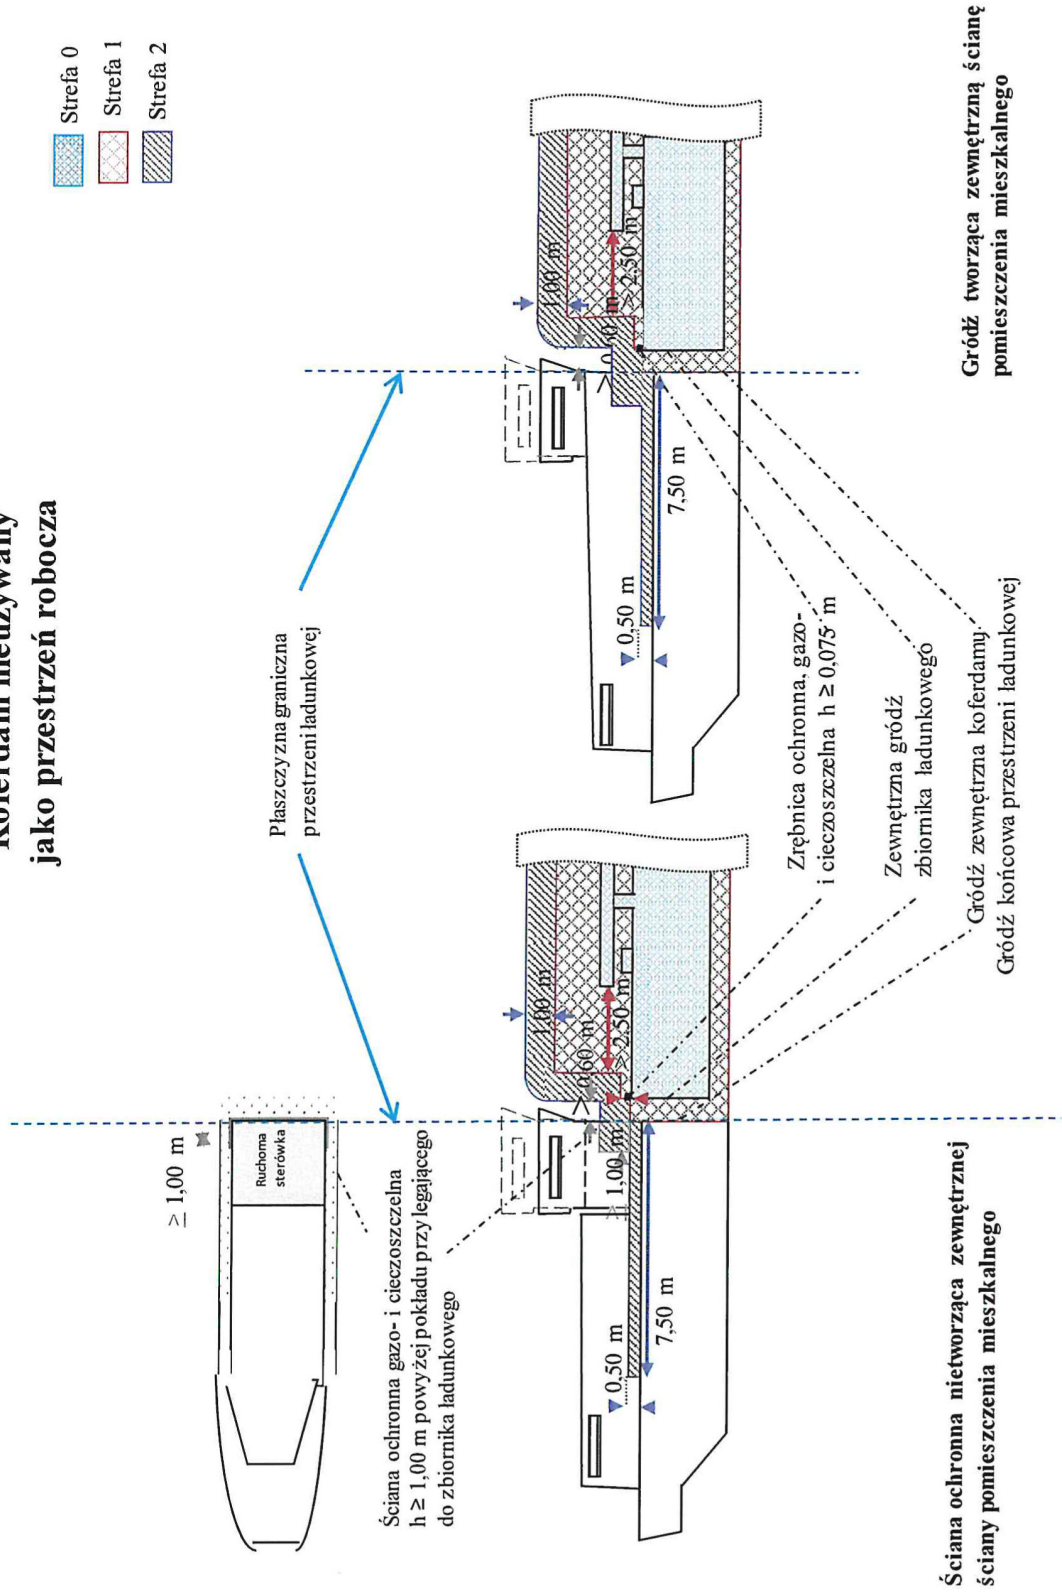 jako przestrzeń robocza
Strefa 0
Strefa 1
Strefa 2
Płaszczyzna graniczna
przestrzeni ładunkowej
≥ 1,00 m
Ruchoma
sterówka
Ściana ochronna gazo- i cieczoszczelna
h ≥ 1,00 m powyżej pokładu przylegającego
do zbiornika ładunkowego
1,00 m
> 0,60 m
> 2,50 m
> 1,00 m
0,50 m
7,50 m
1,00 m
> 0,60 m
> 2,50 m
0,50 m
7,50 m
Zrębnica ochronna, gazo-
i cieczoszczelna h ≥ 0,075 m
Zewnętrzna gródź
zbiornika ładunkowego
Gródź zewnętrzna koferdamu
Gródź końcowa przestrzeni ładunkowej
Ściana ochronna nietworząca zewnętrznej
ściany pomieszczenia mieszkalnego
Gródź tworząca zewnętrzną ścianę
pomieszczenia mieszkalnego